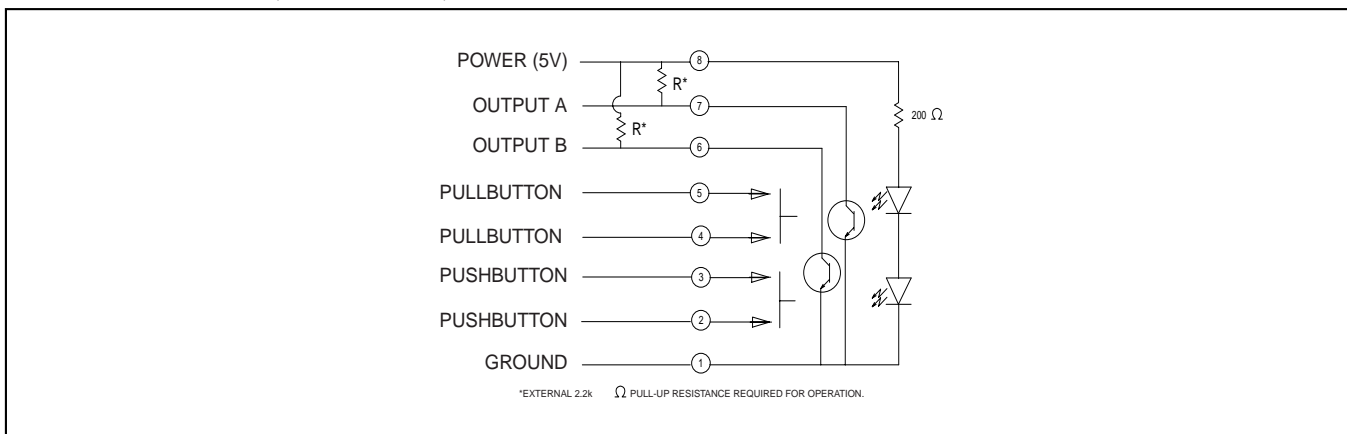 POWER (5V)
8
R*
OUTPUT A
7
200 Ω
R*
OUTPUT B
6
PULLBUTTON
5
PULLBUTTON
4
PUSHBUTTON
3
PUSHBUTTON
2
GROUND
1
*EXTERNAL 2.2k Ω PULL-UP RESISTANCE REQUIRED FOR OPERATION.